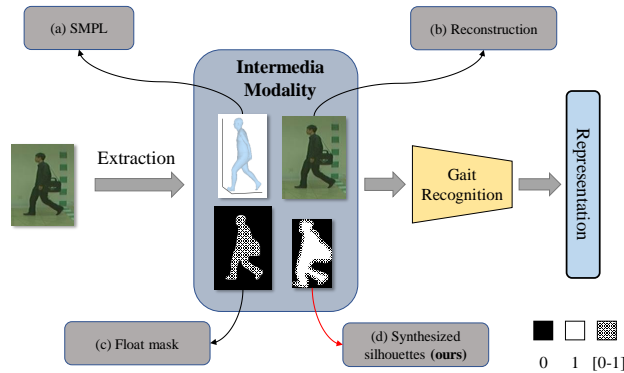 (a) SMPL
(b) Reconstruction
Intermedia
Modality
Extraction
Gait
Recognition
Representation
(c) Float mask
(d) Synthesized
silhouettes (ours)
0 1 [0-1]